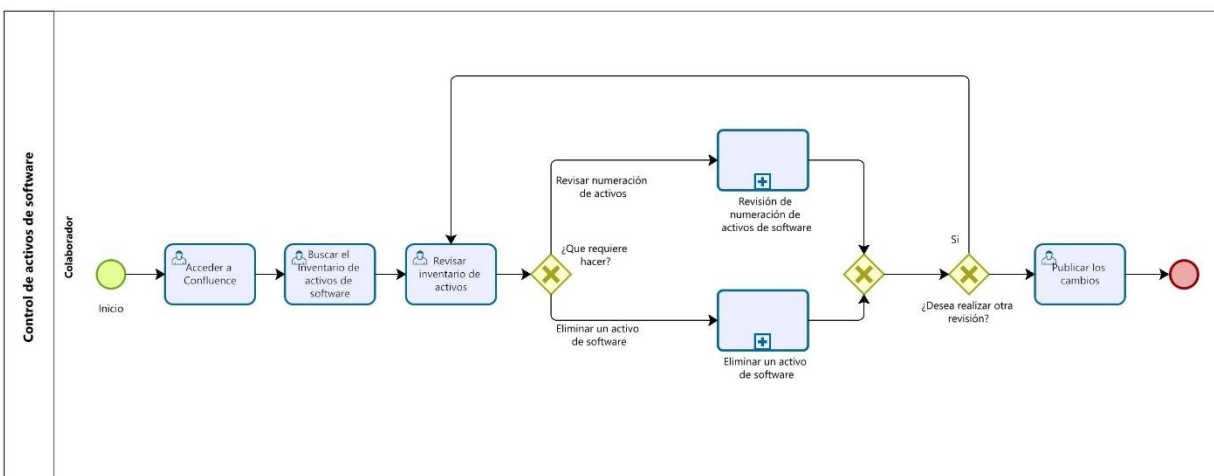 Control de activos de software
Colaborador
Inicio
Acceder a
Confluence
Buscar el
Inventario de
activos de
software
Revisar
inventario de
activos
¿Que requiere
hacer?
Revisar numeración
de activos
Revisión de
numeración de
activos de software
Eliminar un activo
de software
Eliminar un activo
de software
Si
¿Desea realizar otra
revisión?
Publicar los
cambios